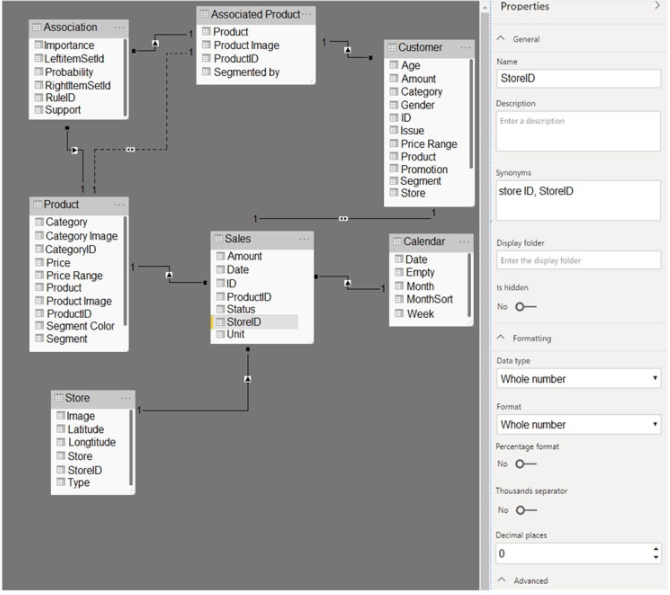 Association
Importance
LeftitemSetId
Probability
RightItemSetId
RuleID
Support
Associated Product
Product
Product Image
ProductID
Segmented by
Customer
Age
Amount
Category
Gender
ID
Issue
Price Range
Product
Promotion
Segment
Store
Product
Category
Category Image
CategoryID
Price
Price Range
Product
Product Image
ProductID
Segment Color
Segment
Sales
Amount
Date
ID
ProductID
Status
StoreID
Unit
Calendar
Date
Empty
Month
MonthSort
Week
Store
Image
Latitude
Longtitude
Store
StoreID
Type
1
1
1
1
1
1
1
1
1
1
1
Properties
General
Name
StoreID
Description
Enter a description
Synonyms
store ID, StoreID
Display folder
Enter the display folder
Is hidden
No
Formatting
Data type
Whole number
Format
Whole number
Percentage format
No
Thousands separator
No
Decimal places
0
Advanced